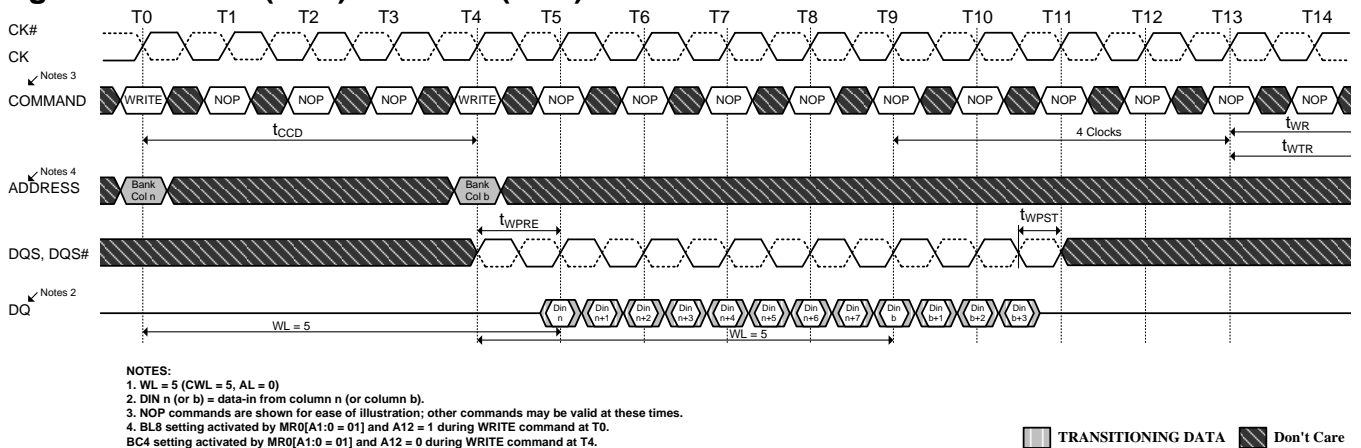 T0 T1 T2 T3 T4 T5 T6 T7 T8 T9 T10 T11 T12 T13 T14
CK#
CK
Notes 3
COMMAND WRITE NOP NOP NOP WRITE NOP NOP NOP NOP NOP NOP NOP NOP NOP NOP
tCCD 4 Clocks tWR
tWTR
Notes 4
ADDRESS
Bank Col n
Bank Col b
tWPRE tWPST
DQS, DQS#
Notes 2
DQ
Din n
Din n+1
Din n+2
Din n+3
Din n+4
Din n+5
Din n+6
Din n+7
Din b
Din b+1
Din b+2
Din b+3
WL = 5 WL = 5
NOTES:
1. WL = 5 (CWL = 5, AL = 0)
2. DIN n (or b) = data-in from column n (or column b).
3. NOP commands are shown for ease of illustration; other commands may be valid at these times.
4. BL8 setting activated by MR0[A1:0 = 01] and A12 = 1 during WRITE command at T0.
BC4 setting activated by MR0[A1:0 = 01] and A12 = 0 during WRITE command at T4.
TRANSITIONING DATA Don't Care